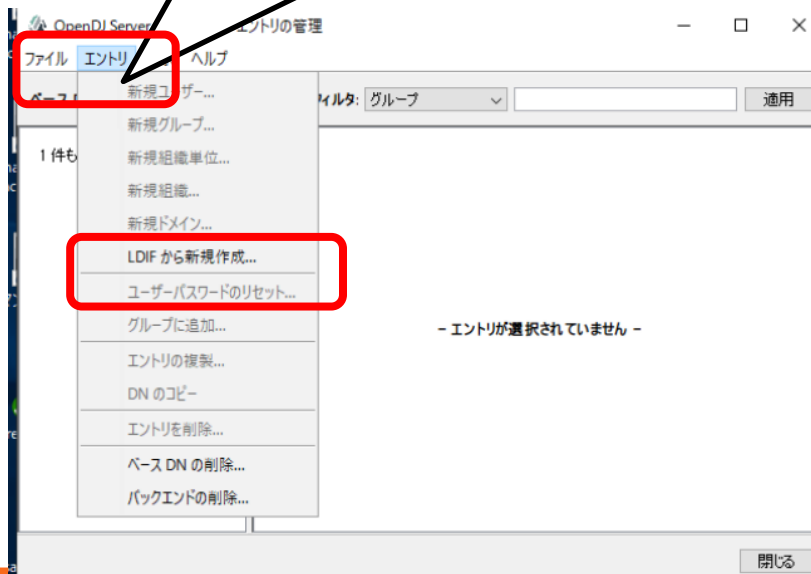 OpenDJ Server エントリの管理
ファイル エントリ ヘルプ
ベース フィルタ: グループ 適用
1 件も
新規ユーザー...
新規グループ...
新規組織単位...
新規組織...
新規ドメイン...
LDIF から新規作成...
ユーザーパスワードのリセット...
グループに追加...
- エントリが選択されていません -
エントリの複製...
DN のコピー
エントリを削除...
ベース DN の削除...
バックエンドの削除...
閉じる